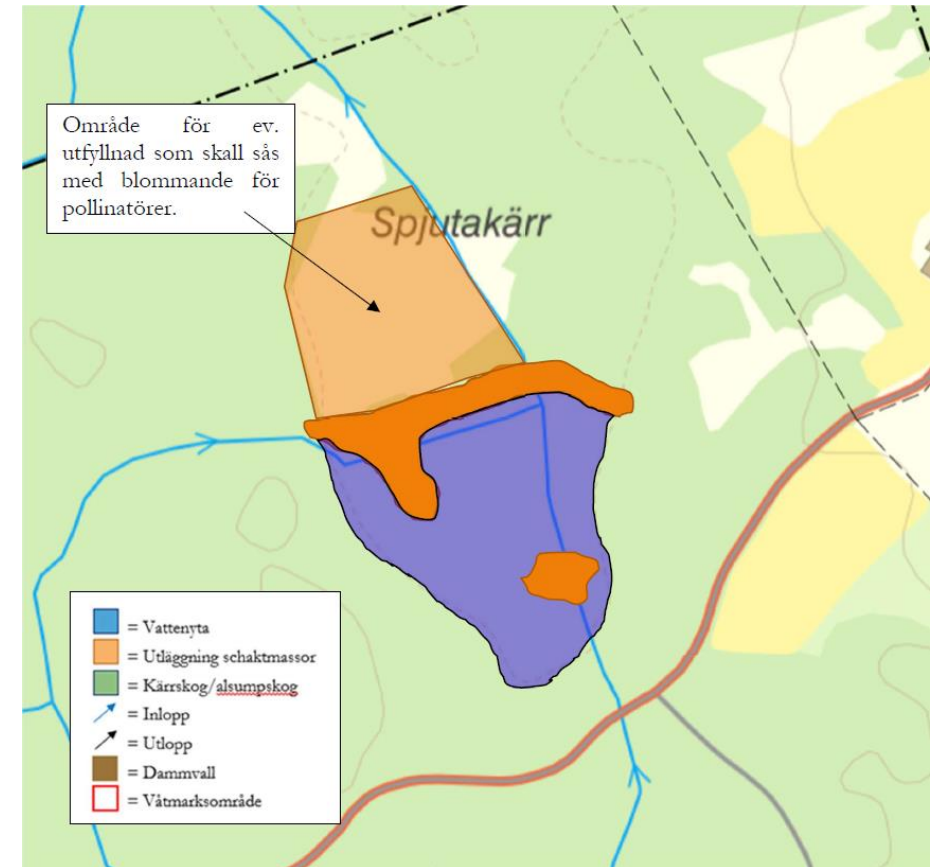 Område för ev.
utfyllnad som skall sås
med blommande för
pollinatörer.
Spjutakärr
= Vattenyta
= Utläggning schaktmassor
= Kärrskog/alsumpskog
= Inlopp
= Utlopp
= Dammvall
= Våtmarksområde